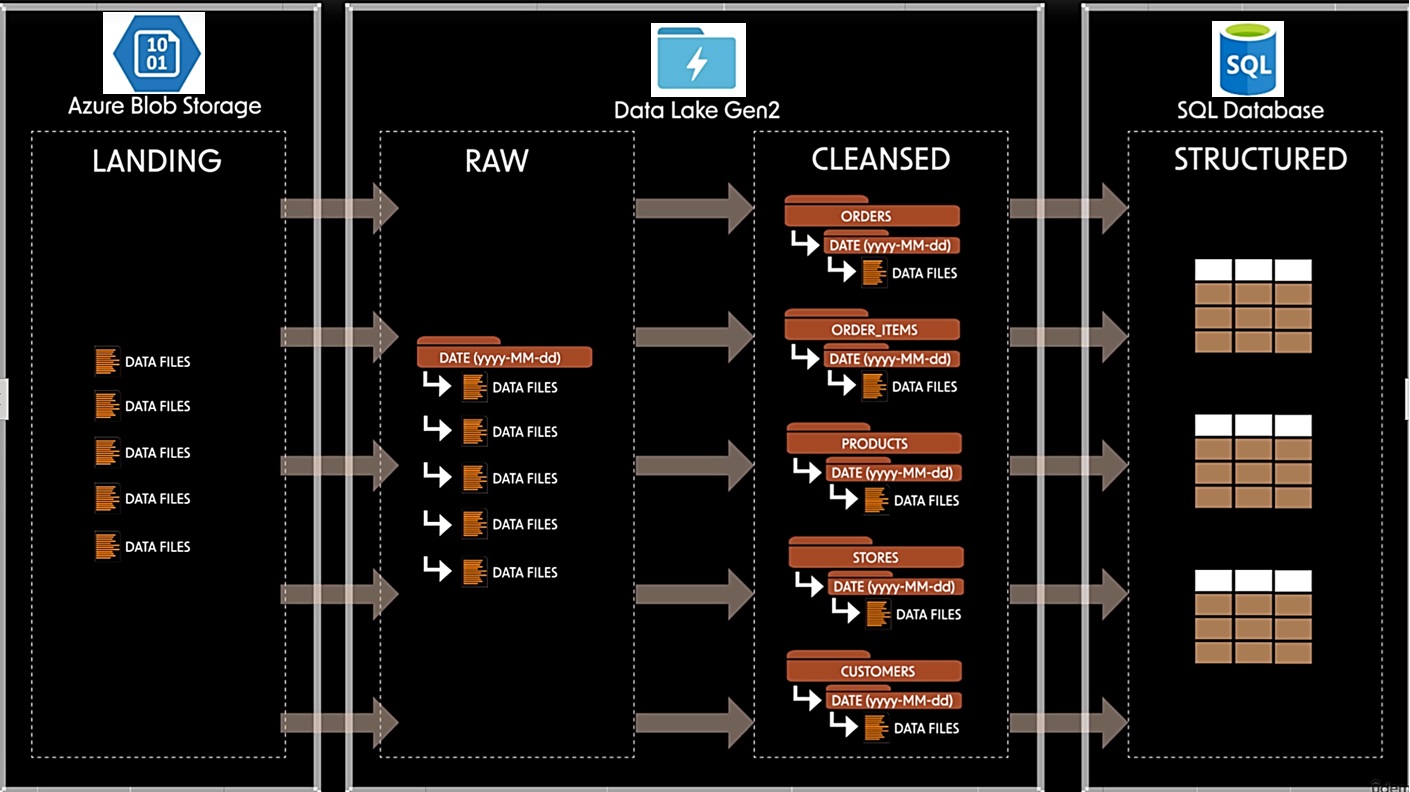 10
01
Azure Blob Storage
LANDING
DATA FILES
DATA FILES
DATA FILES
DATA FILES
DATA FILES
Data Lake Gen2
RAW
DATE (yyyy-MM-dd)
DATA FILES
DATA FILES
DATA FILES
DATA FILES
DATA FILES
CLEANSED
ORDERS
DATE (yyyy-MM-dd)
DATA FILES
ORDER_ITEMS
DATE (yyyy-MM-dd)
DATA FILES
PRODUCTS
DATE (yyyy-MM-dd)
DATA FILES
STORES
DATE (yyyy-MM-dd)
DATA FILES
CUSTOMERS
DATE (yyyy-MM-dd)
DATA FILES
SQL
SQL Database
STRUCTURED